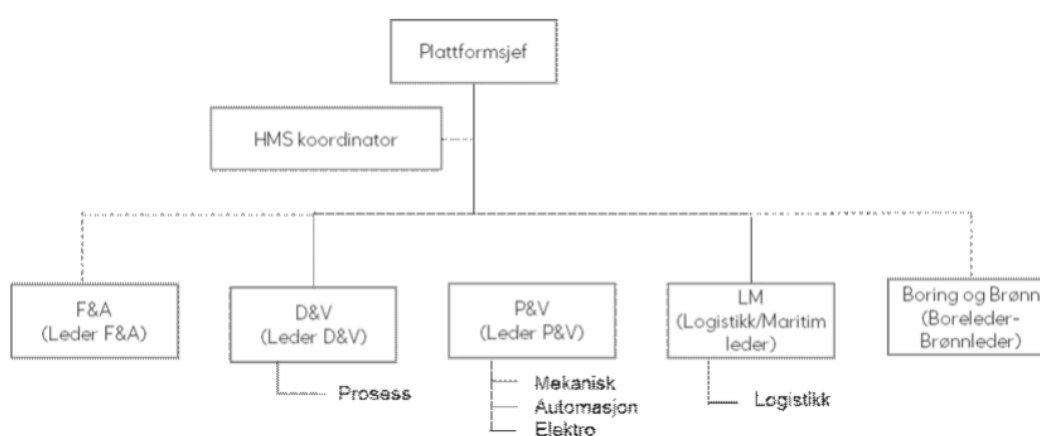 Plattformsjef
HMS koordinator
F&A
(Leder F&A)
D&V
(Leder D&V)
P&V
(Leder P&V)
LM
(Logistikk/Maritim
leder)
Boring og Brønn
(Boreleder-
Brønnleder)
Prosess
Mekanisk
Automasjon
Elektro
Logistikk